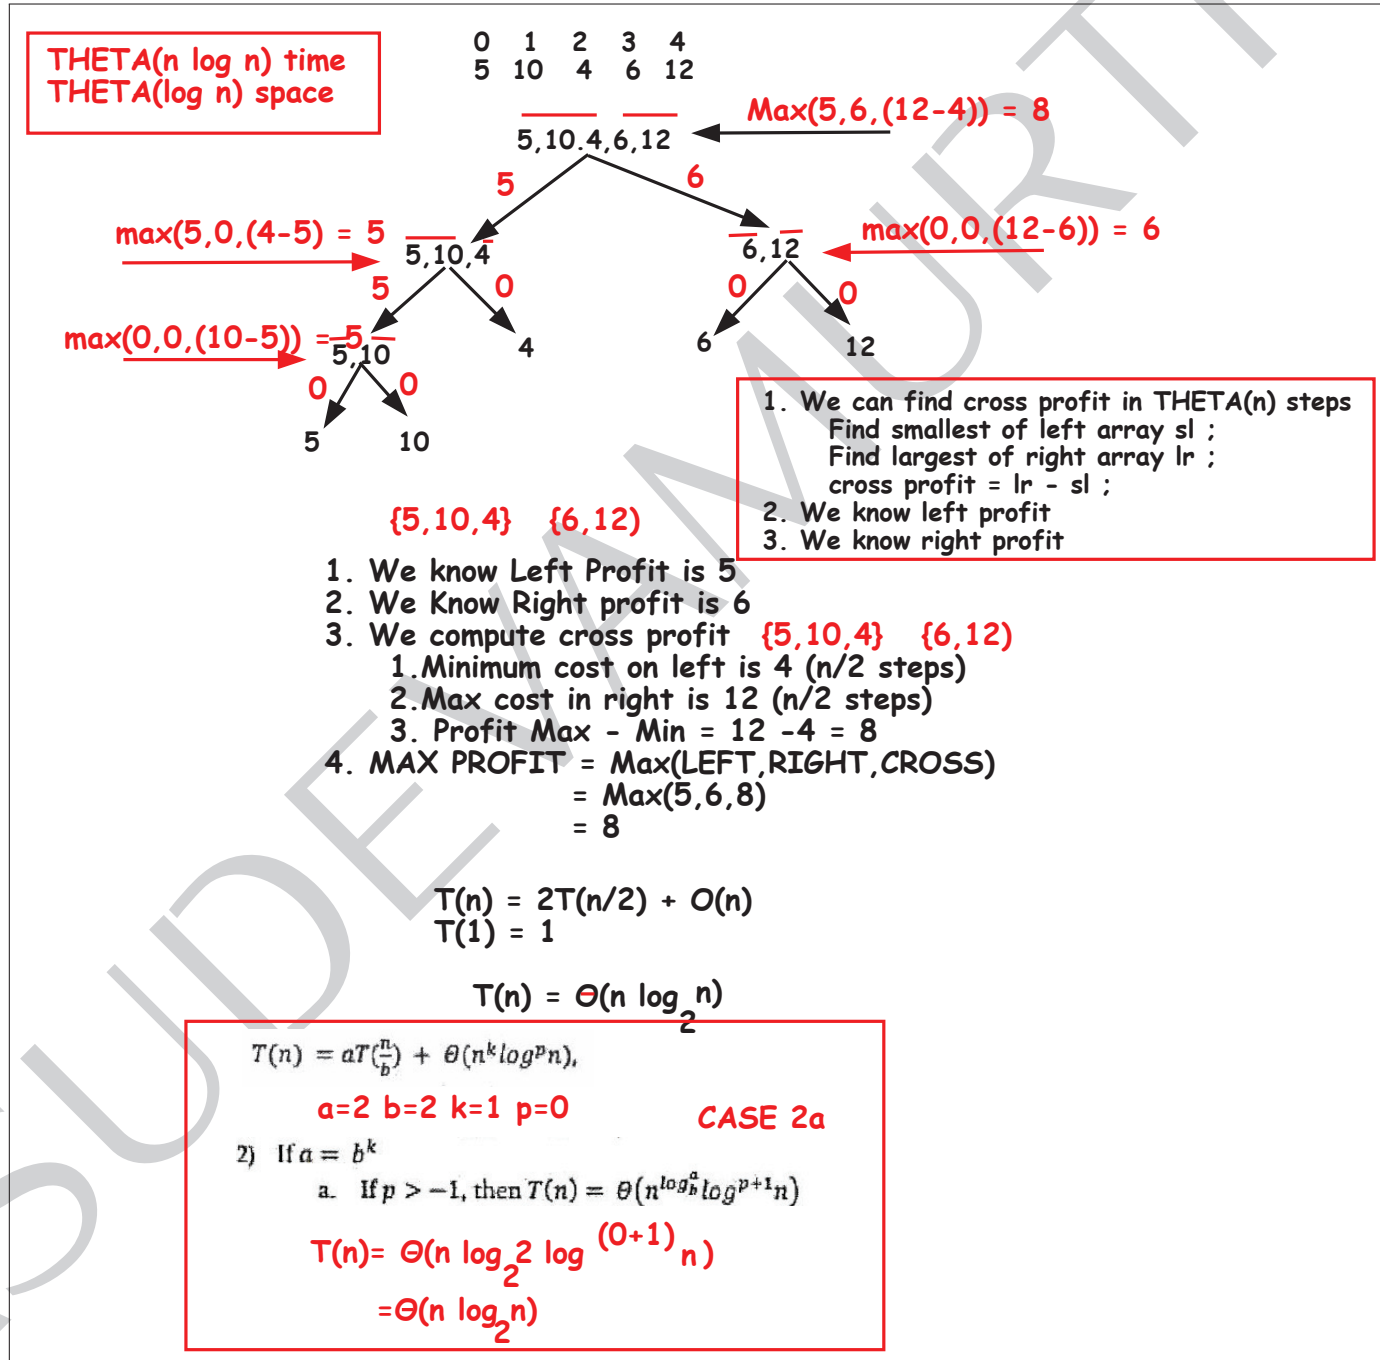 THETA(n log n) time
THETA(log n) space
0 1 2 3 4
5 10 4 6 12
Max(5,6,(12-4)) = 8
5,10.4,6,12
5
6
max(5,0,(4-5) = 5
5,10,4
6,12
max(0,0,(12-6)) = 6
5
0
0
0
max(0,0,(10-5)) = 5
5,10
4
6
12
0
0
5
10
1. We can find cross profit in THETA(n) steps
Find smallest of left array sl ;
Find largest of right array lr ;
cross profit = lr - sl ;
2. We know left profit
3. We know right profit
{5,10,4} {6,12)
1. We know Left Profit is 5
2. We Know Right profit is 6
3. We compute cross profit {5,10,4} {6,12)
1.Minimum cost on left is 4 (n/2 steps)
2.Max cost in right is 12 (n/2 steps)
3. Profit Max - Min = 12 -4 = 8
4. MAX PROFIT = Max(LEFT,RIGHT,CROSS)
= Max(5,6,8)
= 8
T(n) = 2T(n/2) + O(n)
T(1) = 1
T(n) = Θ(n log₂ n)
T(n) = aT(n/b) + θ(n^k log^p n),
a=2 b=2 k=1 p=0
CASE 2a
2) If a = b^k
a. If p > −1, then T(n) = θ(n^(log_b^a) log^(p+1) n)
T(n)= Θ(n log₂2 log ^(0+1) n )
=Θ(n log₂n)
SUDEVAMURTI